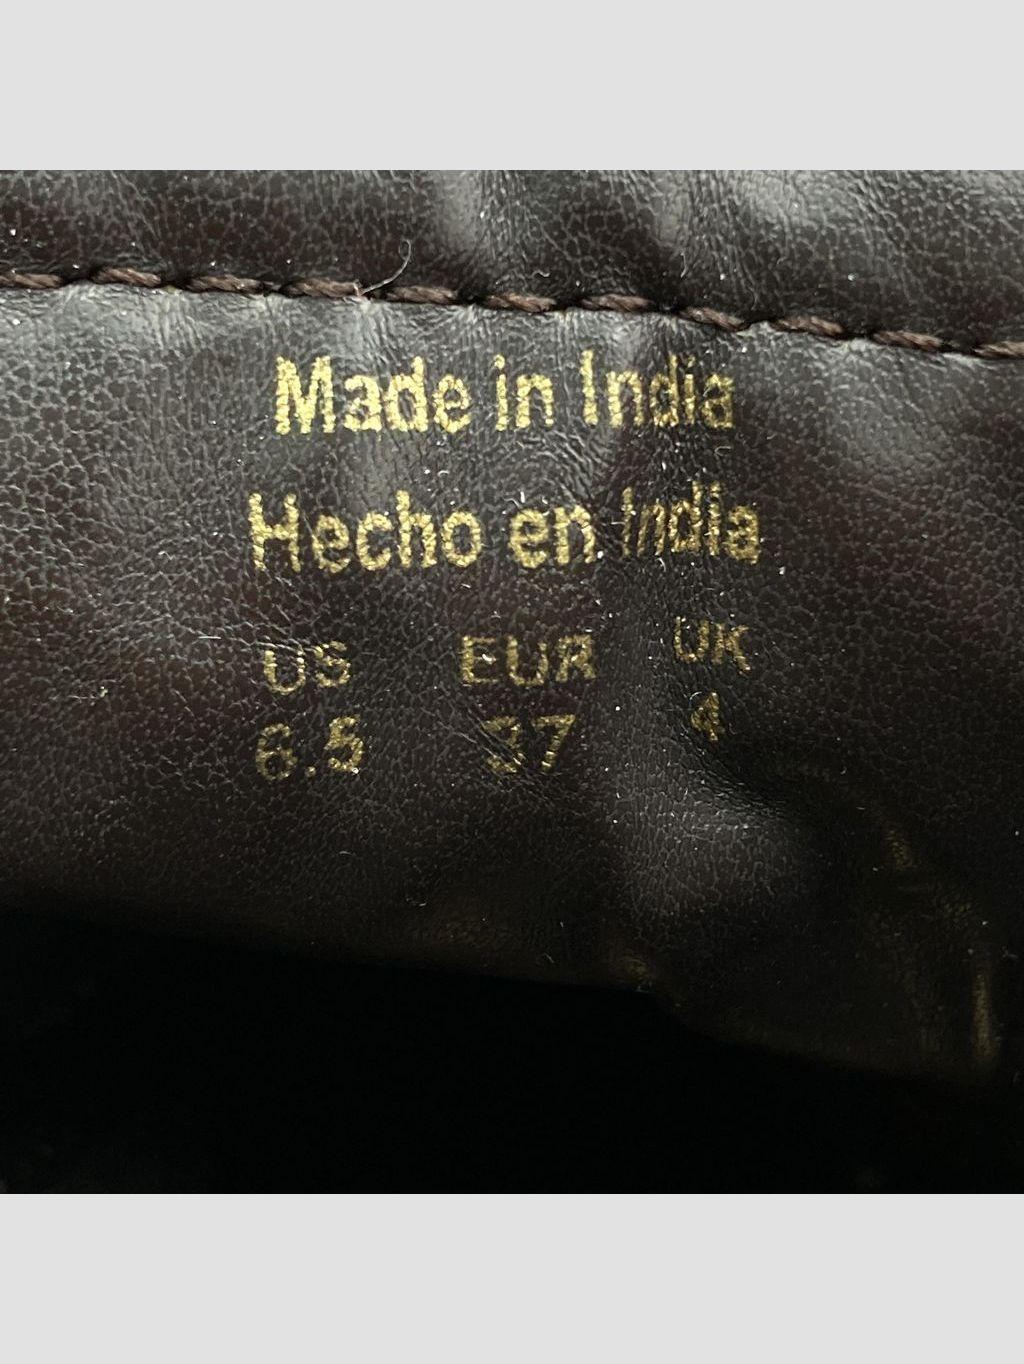 Made in India
Hecho en India
US EUR UK
6.5 37 4